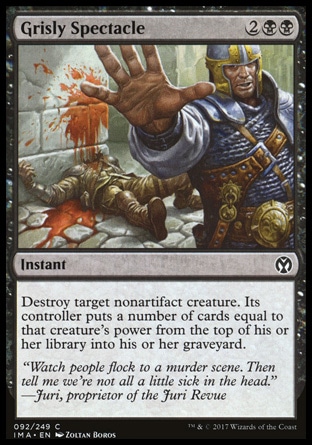 Grisly Spectacle 2
Instant
Destroy target nonartifact creature. Its
controller puts a number of cards equal to
that creature's power from the top of his or
her library into his or her graveyard.
"Watch people flock to a murder scene. Then
tell me we're not all a little sick in the head."
—Juri, proprietor of the Juri Revue
092/249 C
IMA • EN Zoltan Boros
™ & © 2017 Wizards of the Coast